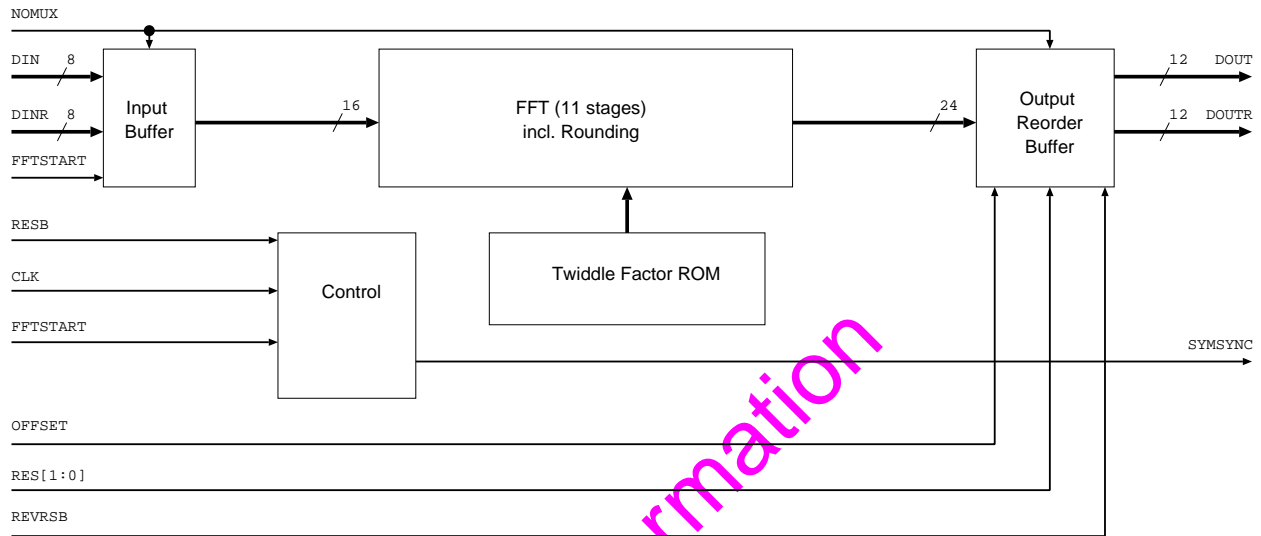 NOMUX
DIN 8
DINR 8
FFTSTART
Input
Buffer
16
FFT (11 stages)
incl. Rounding
24
Output
Reorder
Buffer
12 DOUT
12 DOUTR
RESB
CLK
FFTSTART
Control
Twiddle Factor ROM
SYMSYNC
OFFSET
RES[1:0]
REVRSB
rmation